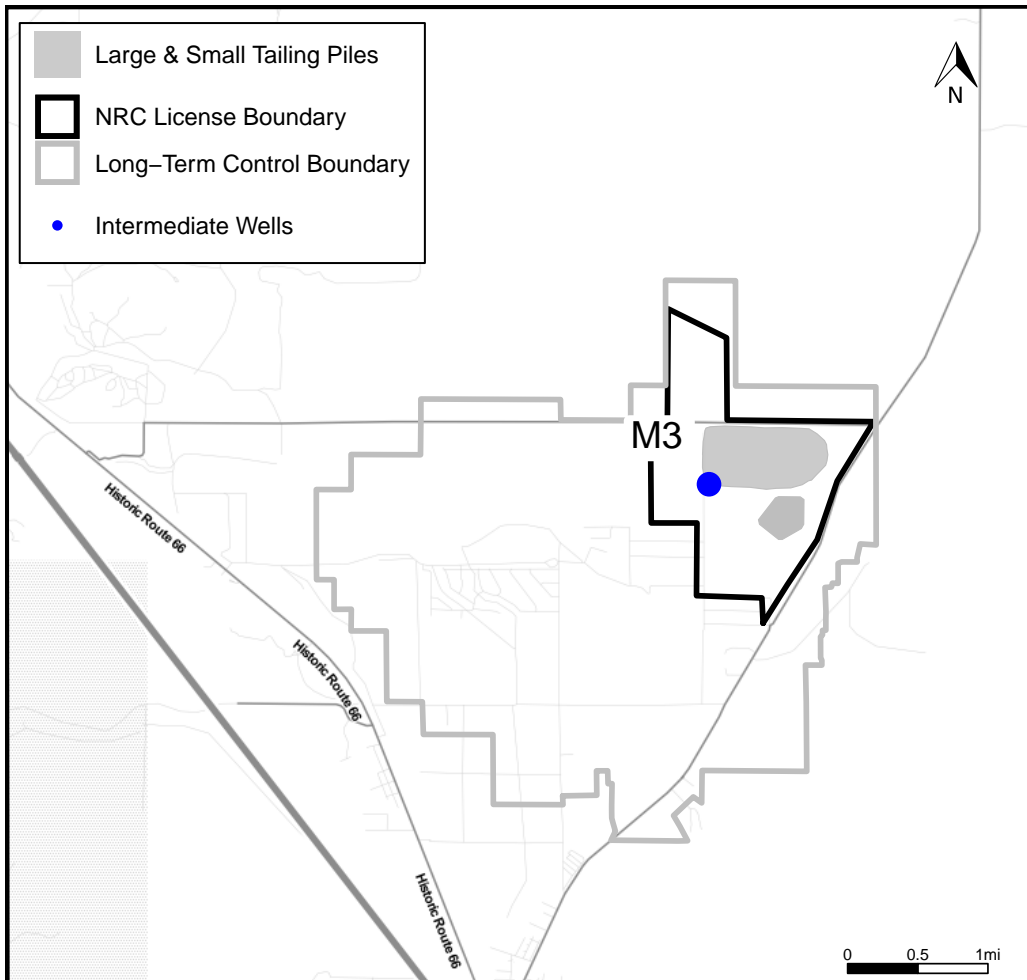 Large & Small Tailing Piles
NRC License Boundary
Long−Term Control Boundary
Intermediate Wells
N
M3
Historic Route 66
Historic Route 66
Historic Route 66
0 0.5 1mi